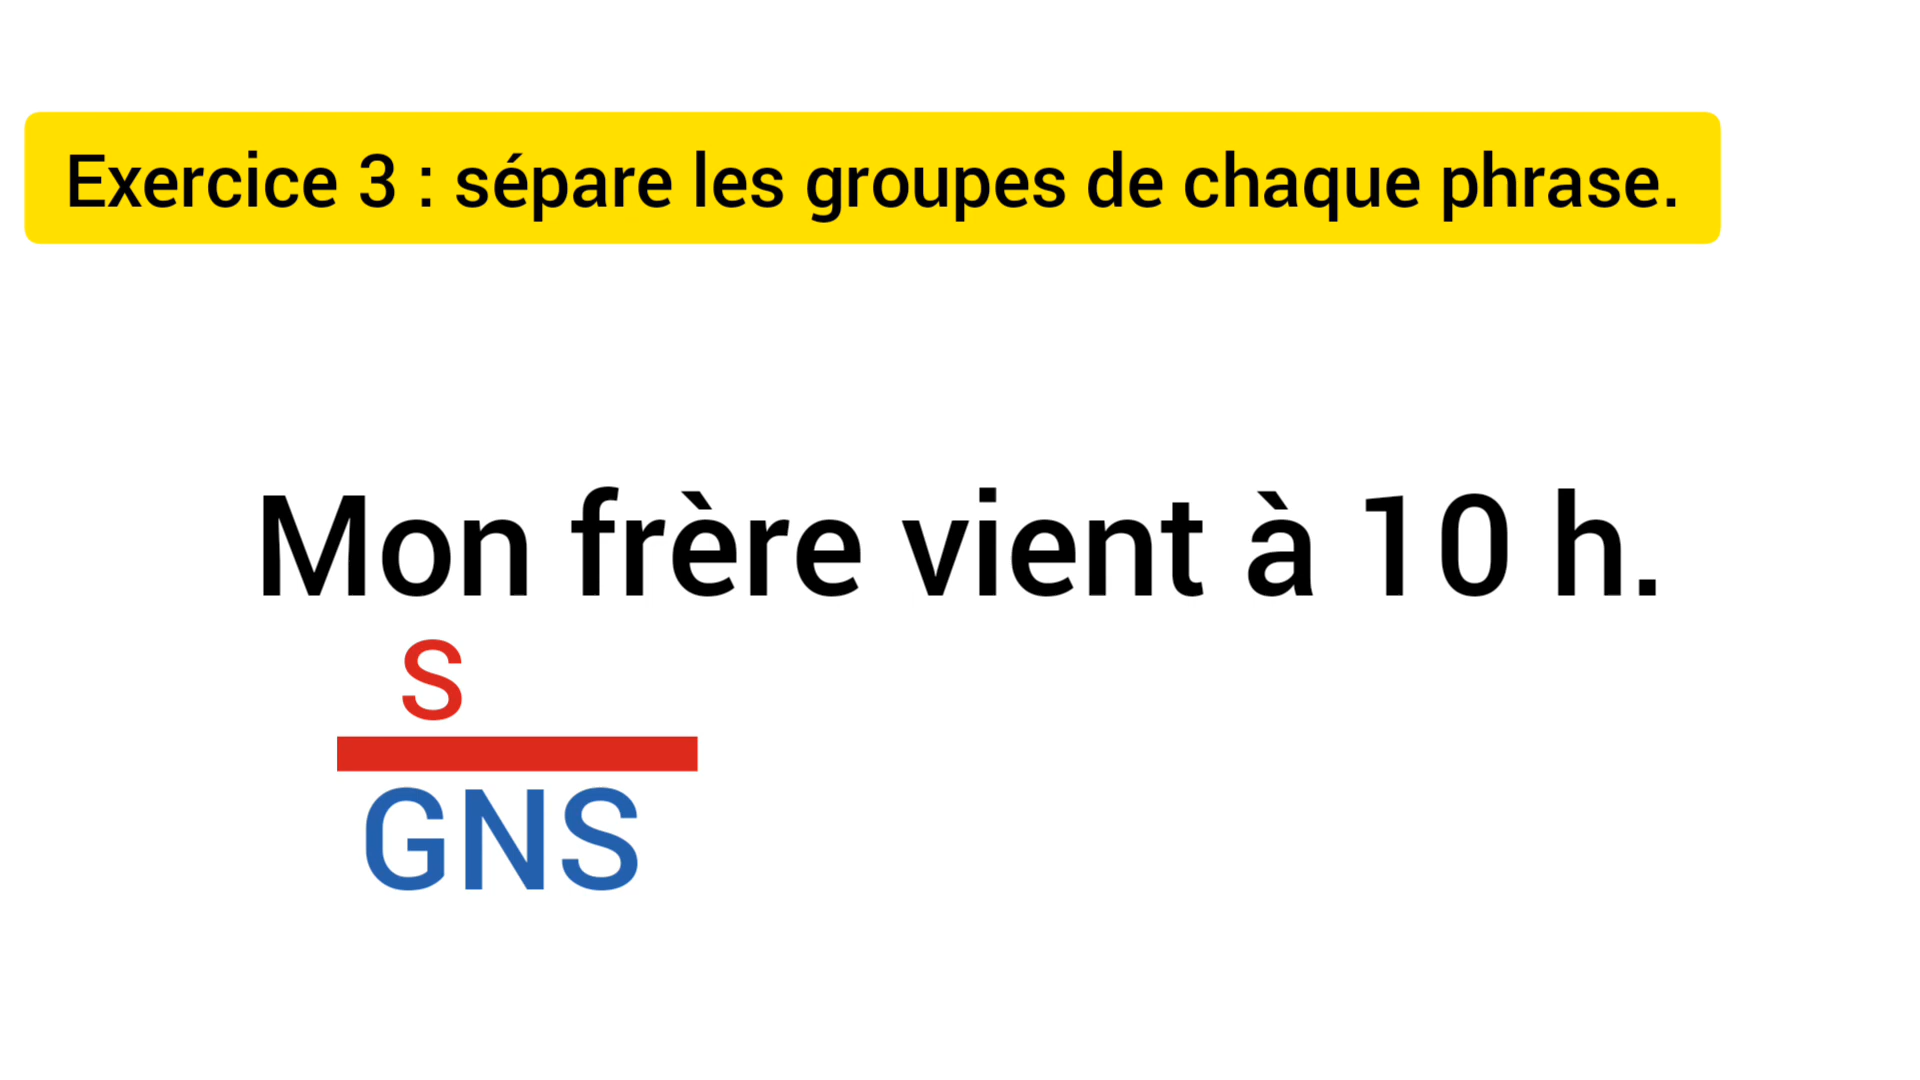 Exercice 3 : sépare les groupes de chaque phrase.
Mon frère vient à 10 h.
S
GNS